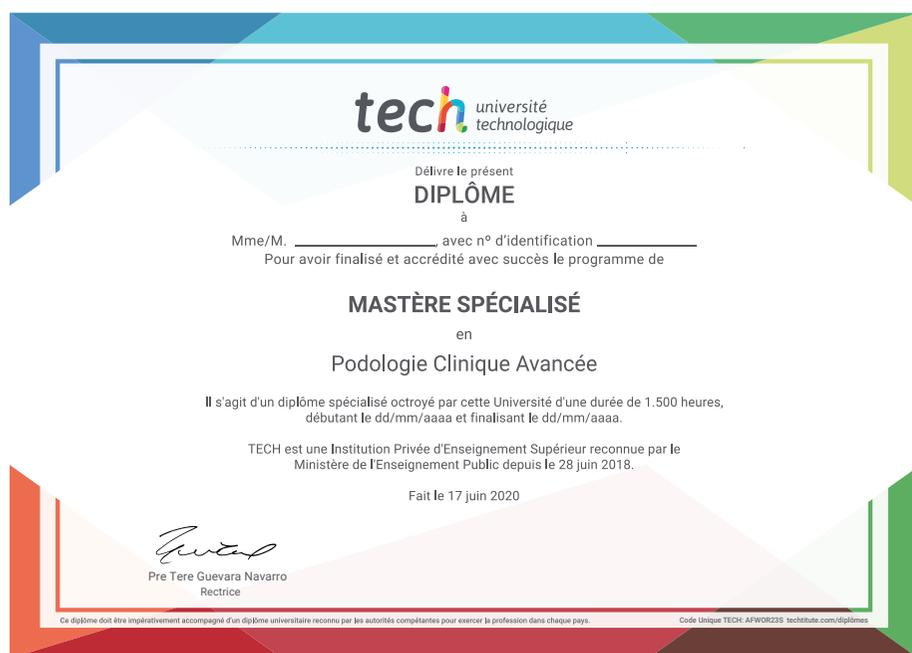 tech université
technologique
Délivre le présent
DIPLÔME
à
Mme/M. ________________, avec nº d'identification ____________
Pour avoir finalisé et accrédité avec succès le programme de
MASTÈRE SPÉCIALISÉ
en
Podologie Clinique Avancée
Il s'agit d'un diplôme spécialisé octroyé par cette Université d'une durée de 1.500 heures,
débutant le dd/mm/aaaa et finalisant le dd/mm/aaaa.
TECH est une Institution Privée d'Enseignement Supérieur reconnue par le
Ministère de l'Enseignement Public depuis le 28 juin 2018.
Fait le 17 juin 2020
Pre Tere Guevara Navarro
Rectrice
Ce diplôme doit être impérativement accompagné d'un diplôme universitaire reconnu par les autorités compétantes pour exercer la profession dans chaque pays.
Code Unique TECH: AFWOR23S techtitute.com/diplômes